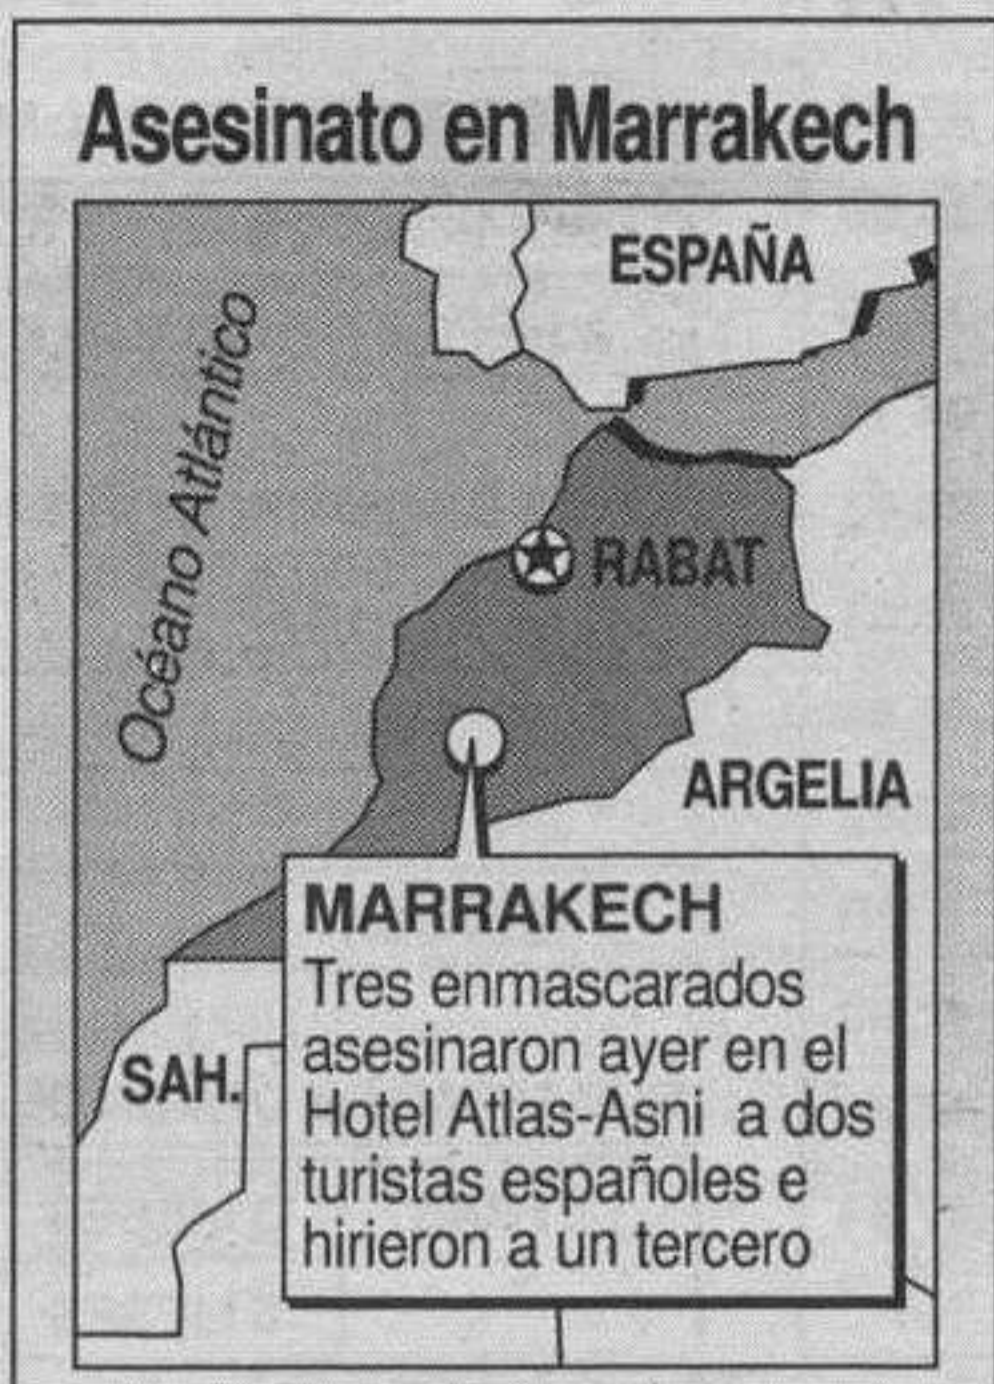 Asesinato en Marrakech
ESPAÑA
Océano Atlántico
RABAT
ARGELIA
MARRAKECH
Tres enmascarados
asesinaron ayer en el
Hotel Atlas-Asni a dos
turistas españoles e
hirieron a un tercero
SAH.